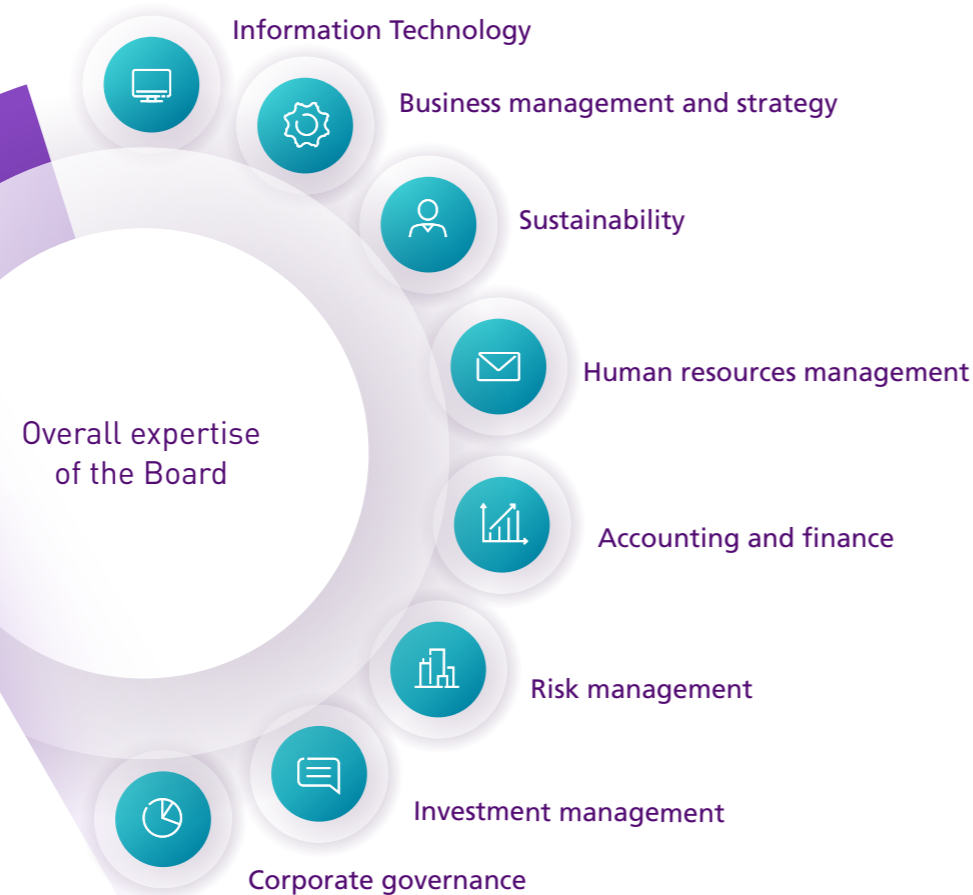 Information Technology
Business management and strategy
Sustainability
Human resources management
Overall expertise
of the Board
Accounting and finance
Risk management
Investment management
Corporate governance